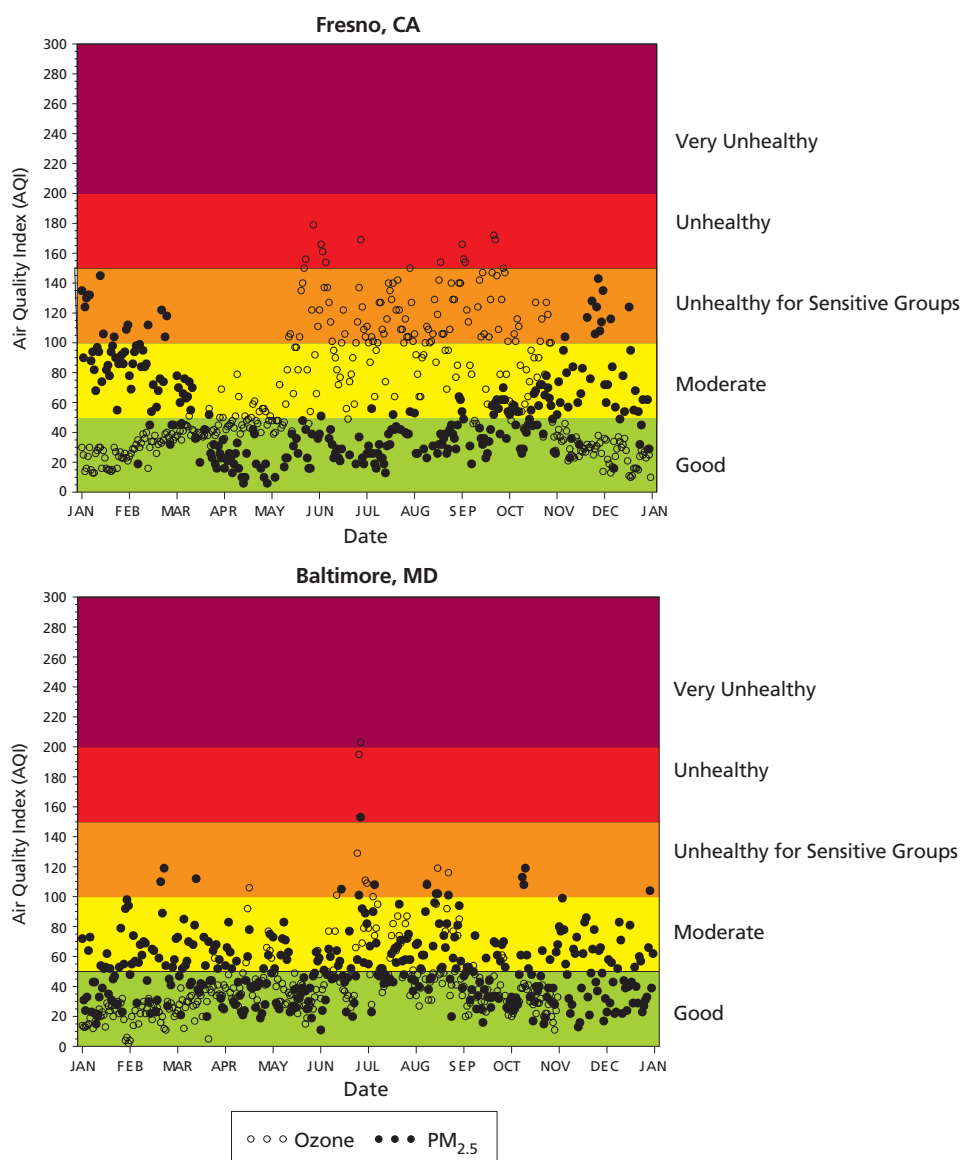 Fresno, CA
300
280
260
240
220
200
180
160
140
120
100
80
60
40
20
0
Air Quality Index (AQI)
Very Unhealthy
Unhealthy
Unhealthy for Sensitive Groups
Moderate
Good
JAN FEB MAR APR MAY JUN JUL AUG SEP OCT NOV DEC JAN
Date
Baltimore, MD
300
280
260
240
220
200
180
160
140
120
100
80
60
40
20
0
Air Quality Index (AQI)
Very Unhealthy
Unhealthy
Unhealthy for Sensitive Groups
Moderate
Good
JAN FEB MAR APR MAY JUN JUL AUG SEP OCT NOV DEC JAN
Date
Ozone PM2.5